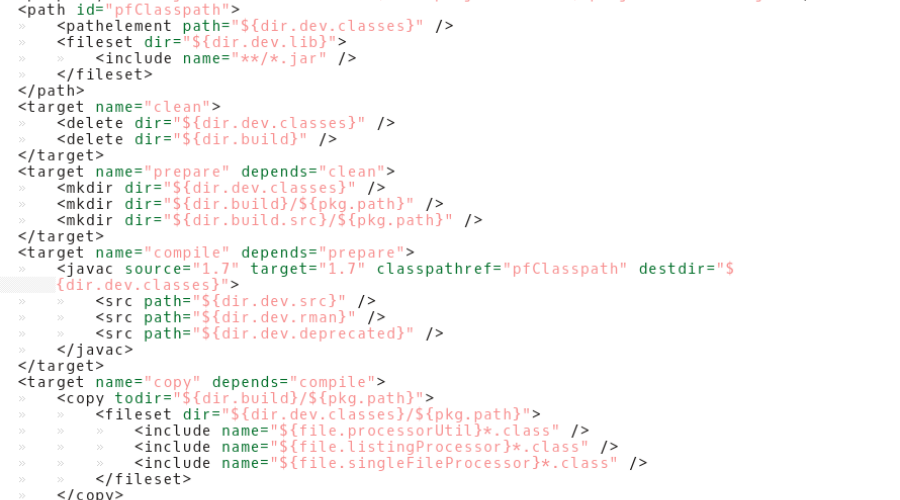 <path id="pfClasspath">
» <pathelement path="${dir.dev.classes}" />
» <fileset dir="${dir.dev.lib}">
» » <include name="**/*.jar" />
» </fileset>
</path>
<target name="clean">
» <delete dir="${dir.dev.classes}" />
» <delete dir="${dir.build}" />
</target>
<target name="prepare" depends="clean">
» <mkdir dir="${dir.dev.classes}" />
» <mkdir dir="${dir.build}/${pkg.path}" />
» <mkdir dir="${dir.build.src}/${pkg.path}" />
</target>
<target name="compile" depends="prepare">
» <javac source="1.7" target="1.7" classpathref="pfClasspath" destdir="$
{dir.dev.classes}">
» » <src path="${dir.dev.src}" />
» » <src path="${dir.dev.rman}" />
» » <src path="${dir.dev.deprecated}" />
» </javac>
</target>
<target name="copy" depends="compile">
» <copy todir="${dir.build}/${pkg.path}">
» » <fileset dir="${dir.dev.classes}/${pkg.path}">
» » » <include name="${file.processorUtil}*.class" />
» » » <include name="${file.listingProcessor}*.class" />
» » » <include name="${file.singleFileProcessor}*.class" />
» » </fileset>
» </copy>